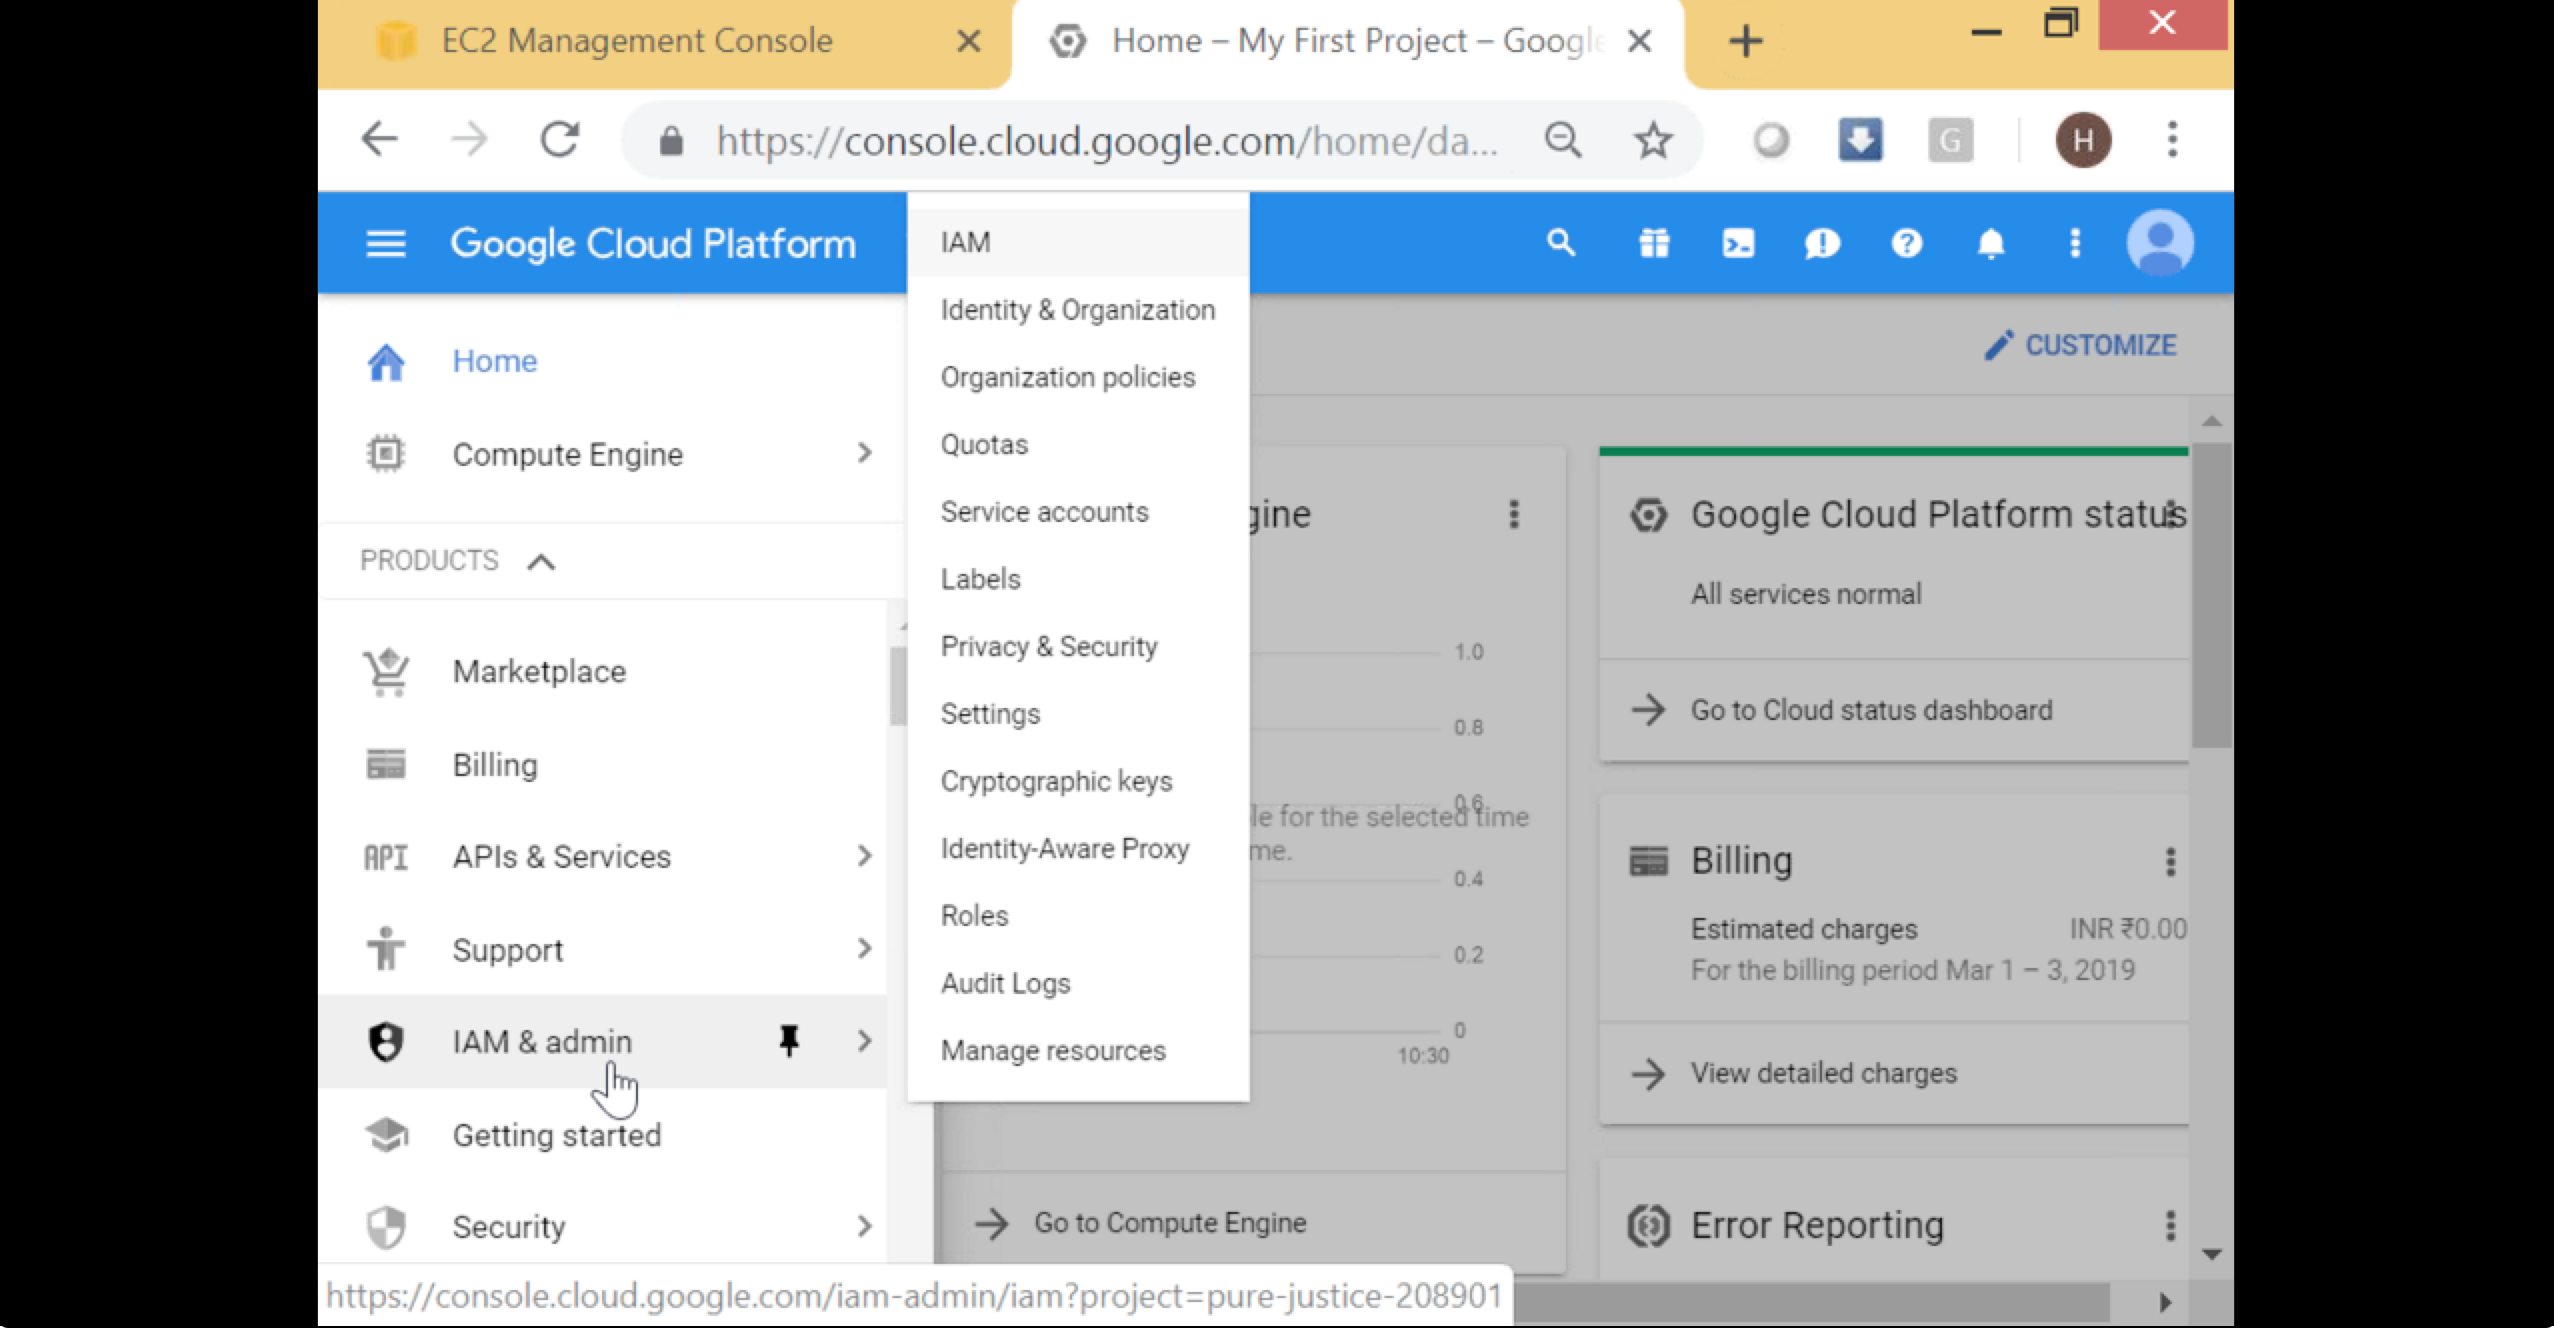 EC2 Management Console
Home – My First Project – Google
https://console.cloud.google.com/home/da...
G
H
Google Cloud Platform
Home
Compute Engine
PRODUCTS
Marketplace
Billing
API
APIs & Services
Support
IAM & admin
Getting started
Security
IAM
Identity & Organization
Organization policies
Quotas
Service accounts
Labels
Privacy & Security
Settings
Cryptographic keys
Identity-Aware Proxy
Roles
Audit Logs
Manage resources
CUSTOMIZE
gine
1.0
0.8
0.6
le for the selected time
me.
0.4
0.2
0
10:30
Go to Compute Engine
Google Cloud Platform status
All services normal
Go to Cloud status dashboard
Billing
Estimated charges INR ₹0.00
For the billing period Mar 1 – 3, 2019
View detailed charges
Error Reporting
https://console.cloud.google.com/iam-admin/iam?project=pure-justice-208901